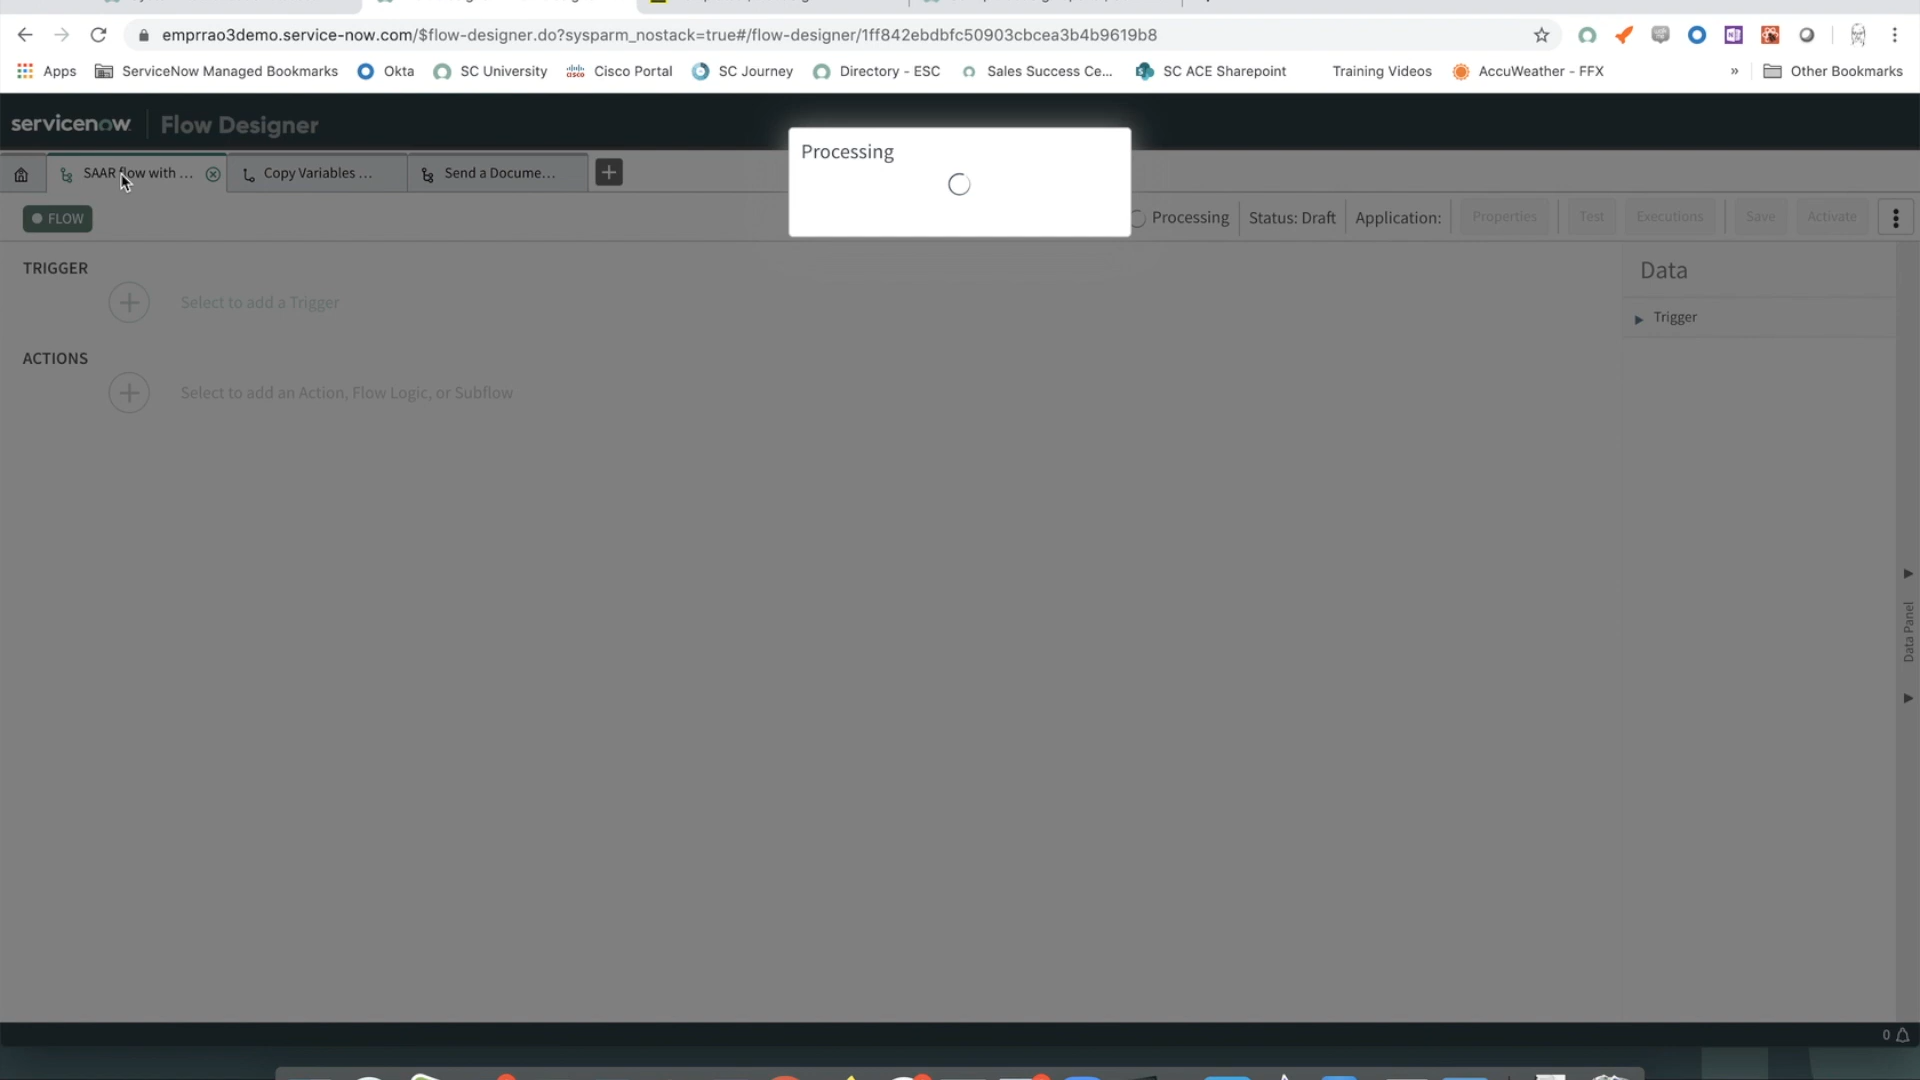 emprrao3demo.service-now.com/$flow-designer.do?sysparm_nostack=true#/flow-designer/1ff842ebdbfc50903cbcea3b4b9619b8
Apps ServiceNow Managed Bookmarks Okta SC University Cisco Portal SC Journey Directory - ESC Sales Success Ce... SC ACE Sharepoint Training Videos AccuWeather - FFX » Other Bookmarks
servicenow Flow Designer
Processing
SAAR flow with ... Copy Variables ... Send a Docume...
FLOW Processing Status: Draft Application: Properties Test Executions Save Activate
TRIGGER
Select to add a Trigger
ACTIONS
Select to add an Action, Flow Logic, or Subflow
Data
Trigger
Data Panel
0